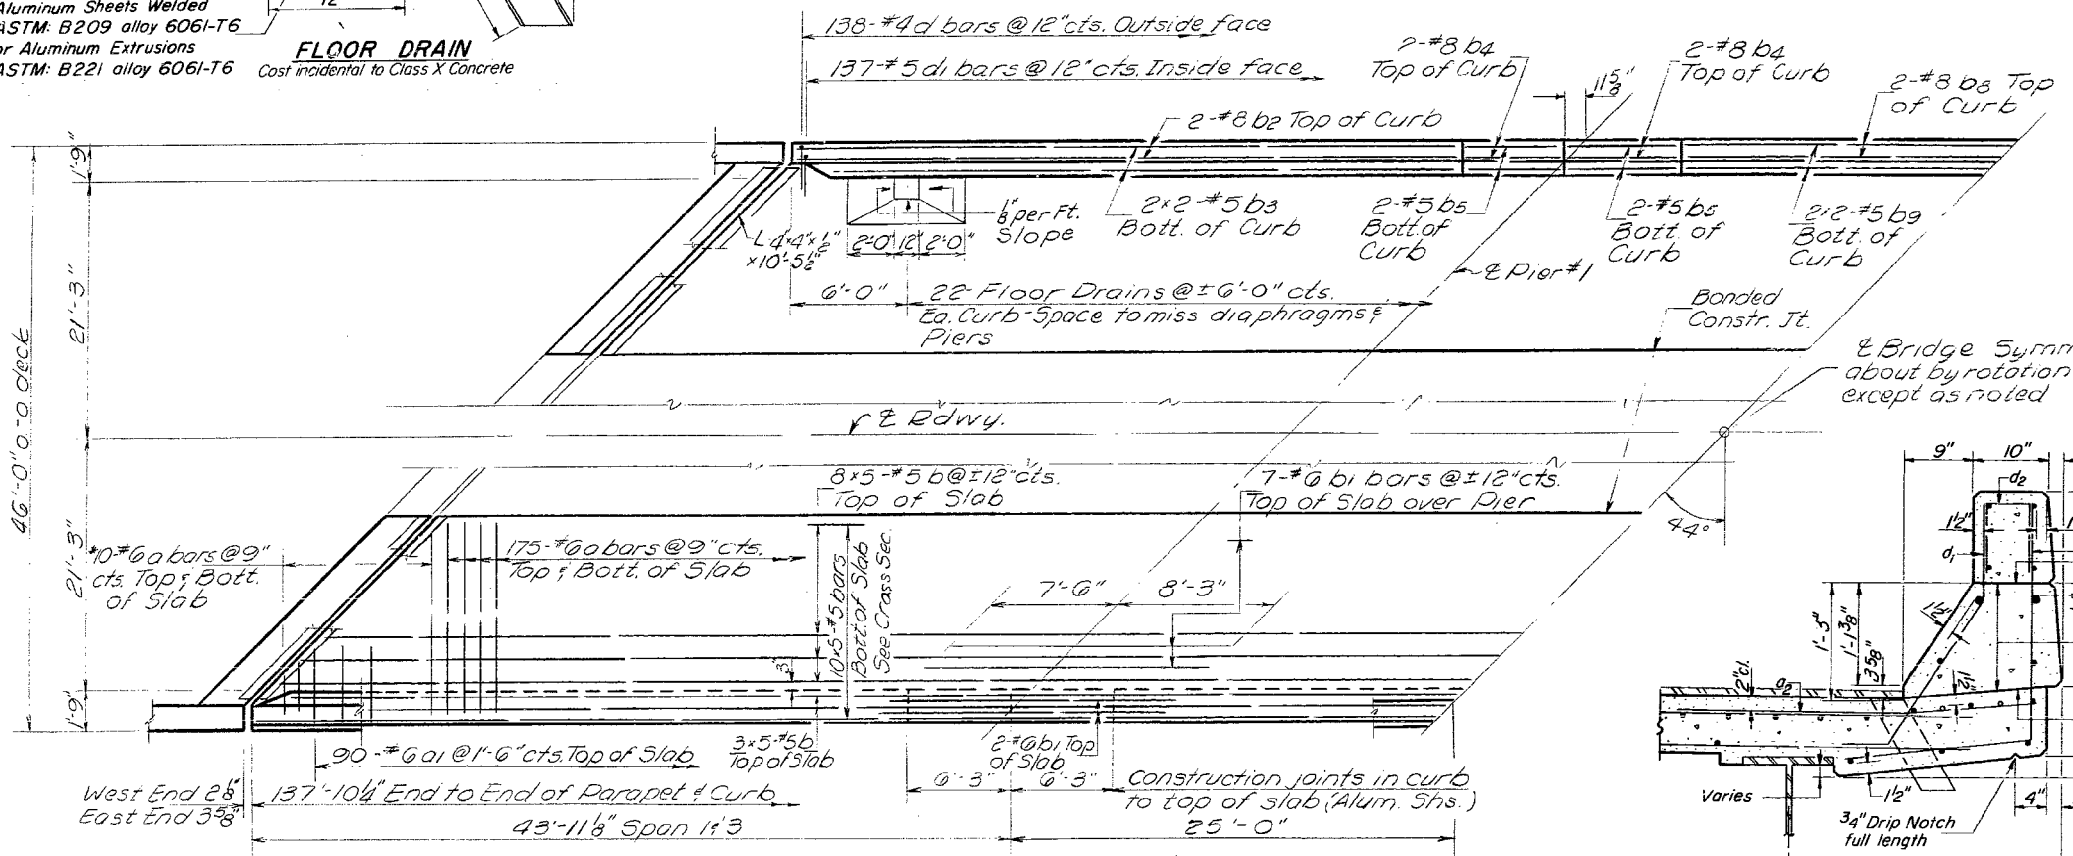 Aluminum Sheets Welded
ASTM: B209 alloy 6061-T6
or Aluminum Extrusions
ASTM: B221 alloy 6061-T6
12"
FLOOR DRAIN
Cost incidental to Class X Concrete
138-#4 d bars @ 12" cts. Outside face
137-#5 d1 bars @ 12" cts. Inside face
2-#8 b4
Top of Curb
2-#8 b4
Top of Curb
11 5/8"
2-#8 b8 Top
of Curb
2-#8 b2 Top of Curb
1'-9"
21'-3"
46'-0" o.-o. deck
21'-3"
1'-9"
L 4x4"x1/2"
x10'-5 1/2"
2'-0" 12" 2'-0"
1/8" per Ft.
Slope
2x2-#5 b3
Bott. of Curb
2-#5 b5
Bott. of
Curb
2-#5 b5
Bott. of
Curb
2x2-#5 b9
Bott. of
Curb
℄ Pier #1
6'-0"
22-Floor Drains @ ± 6'-0" cts.
Ea. Curb-Space to miss diaphragms &
Piers
Bonded
Constr. Jt.
℄ Bridge Symm
about by rotation
except as noted
℄ Rdwy.
8x5-#5 b @ ±12" cts.
Top of Slab
7-#6 b1 bars @ ±12" cts.
Top of Slab over Pier
44°
*10-#6 a bars @ 9"
cts. Top & Bott.
of Slab
175-#6 a bars @ 9" cts.
Top & Bott. of Slab
10x5-#5 bars
Bott. of Slab
See Cross Sec.
7'-6"
8'-3"
3"
90-#6 a1 @ 1'-6" cts. Top of Slab
3x5-#5 b
Top of Slab
2-#6 b1 Top
of Slab
6'-3"
6'-3"
Construction joints in curb
to top of slab (Alum. Shs.)
West End 2 1/8"
East End 3 5/8"
137'-10 1/4" End to End of Parapet & Curb
43'-11 1/8" Span 1 & 3
25'-0"
9"
10"
d2
1 1/2"
d1
1 1/2"
1'-3"
1'-1 3/8"
3 5/8"
2" cl.
a2
2 1/2"
Varies
1 1/2"
4"
3/4" Drip Notch
full length